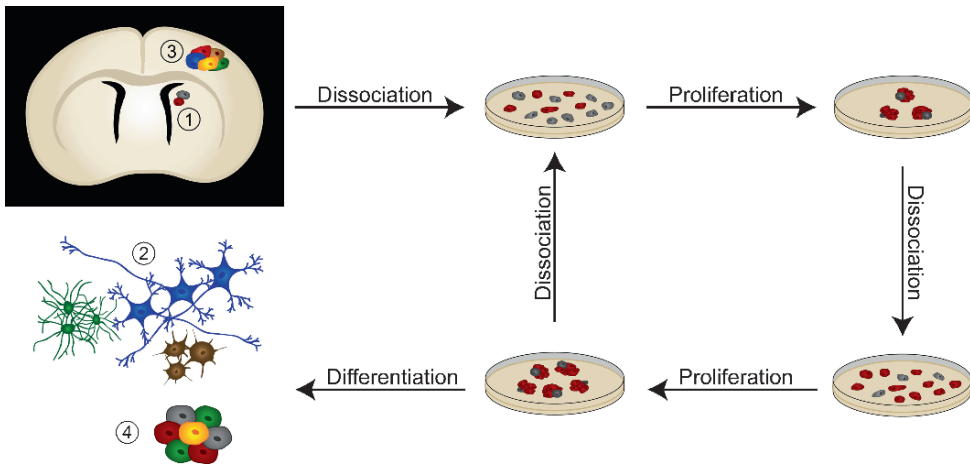 ③
①
Dissociation
Proliferation
Dissociation
Dissociation
②
Differentiation
Proliferation
④